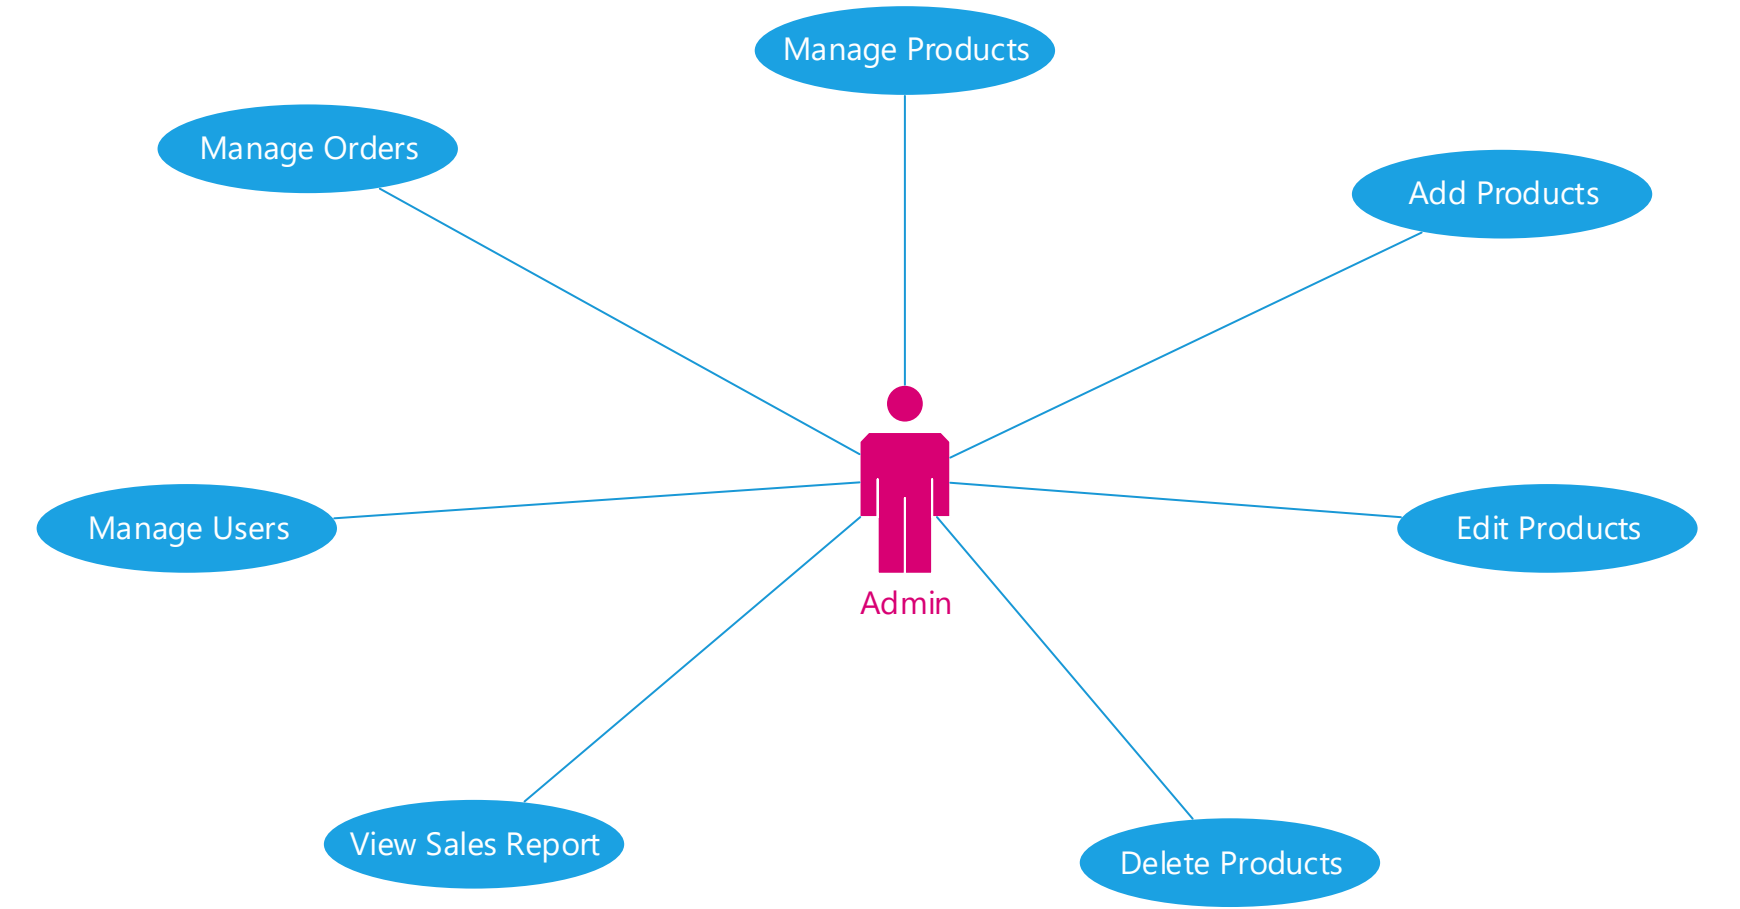 Manage Products
Manage Orders
Add Products
Manage Users
Edit Products
Admin
View Sales Report
Delete Products